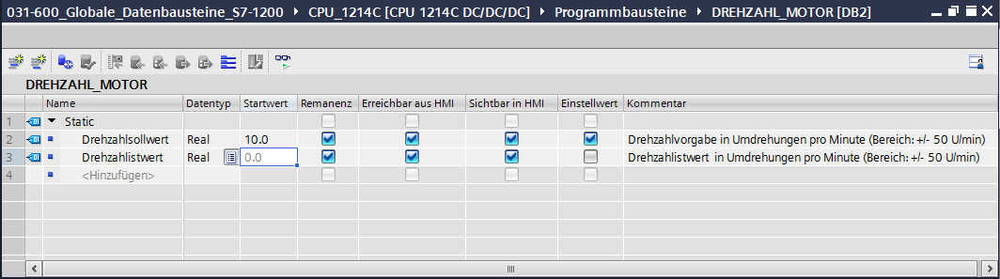 031-600_Globale_Datenbausteine_S7-1200 CPU_1214C [CPU 1214C DC/DC/DC] Programmbausteine DREHZAHL_MOTOR [DB2]
DREHZAHL_MOTOR
Name Datentyp Startwert Remanenz Erreichbar aus HMI Sichtbar in HMI Einstellwert Kommentar
1 Static
2 Drehzahlsollwert Real 10.0 Drehzahlvorgabe in Umdrehungen pro Minute (Bereich: +/- 50 U/min)
3 DrehzahlIstwert Real 0.0 DrehzahlIstwert in Umdrehungen pro Minute (Bereich: +/- 50 U/min)
4 <Hinzufügen>